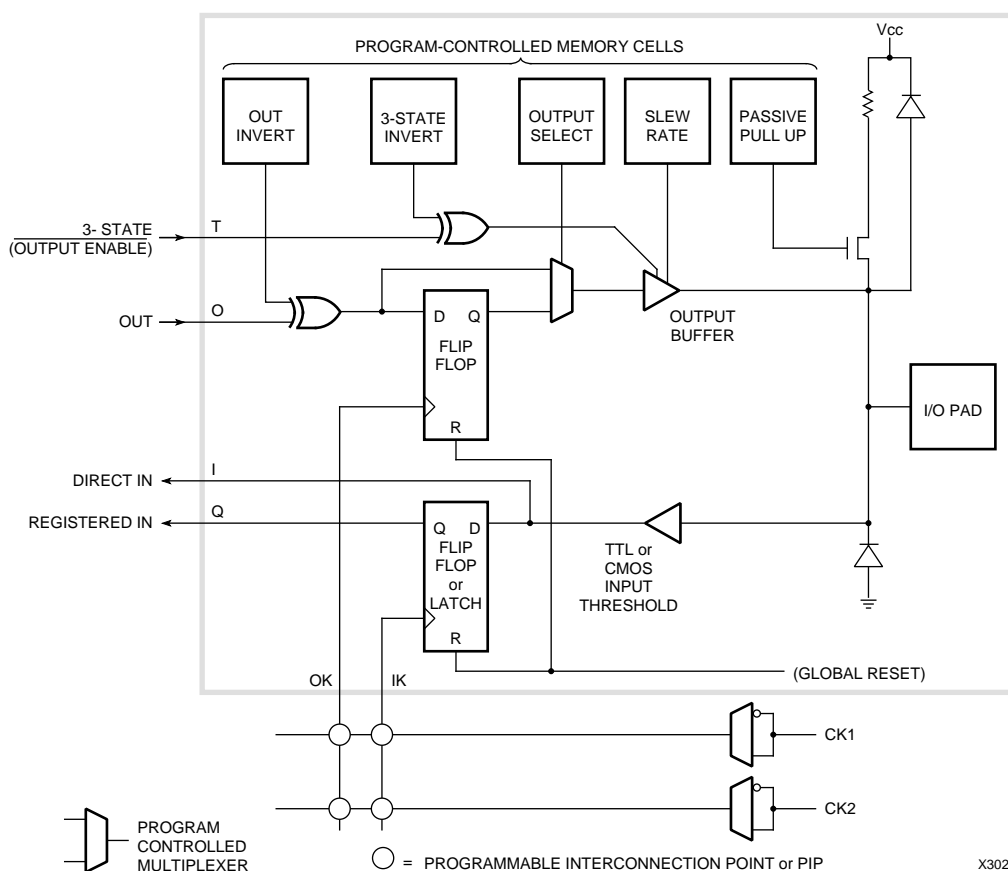 Vcc
PROGRAM-CONTROLLED MEMORY CELLS
OUT
INVERT
3-STATE
INVERT
OUTPUT
SELECT
SLEW
RATE
PASSIVE
PULL UP
3- STATE
(OUTPUT ENABLE)
T
OUT
O
D Q
FLIP
FLOP
R
OUTPUT
BUFFER
I/O PAD
DIRECT IN
I
REGISTERED IN
Q
Q D
FLIP
FLOP
or
LATCH
R
TTL or
CMOS
INPUT
THRESHOLD
(GLOBAL RESET)
OK
IK
CK1
CK2
PROGRAM
CONTROLLED
MULTIPLEXER
= PROGRAMMABLE INTERCONNECTION POINT or PIP
X302